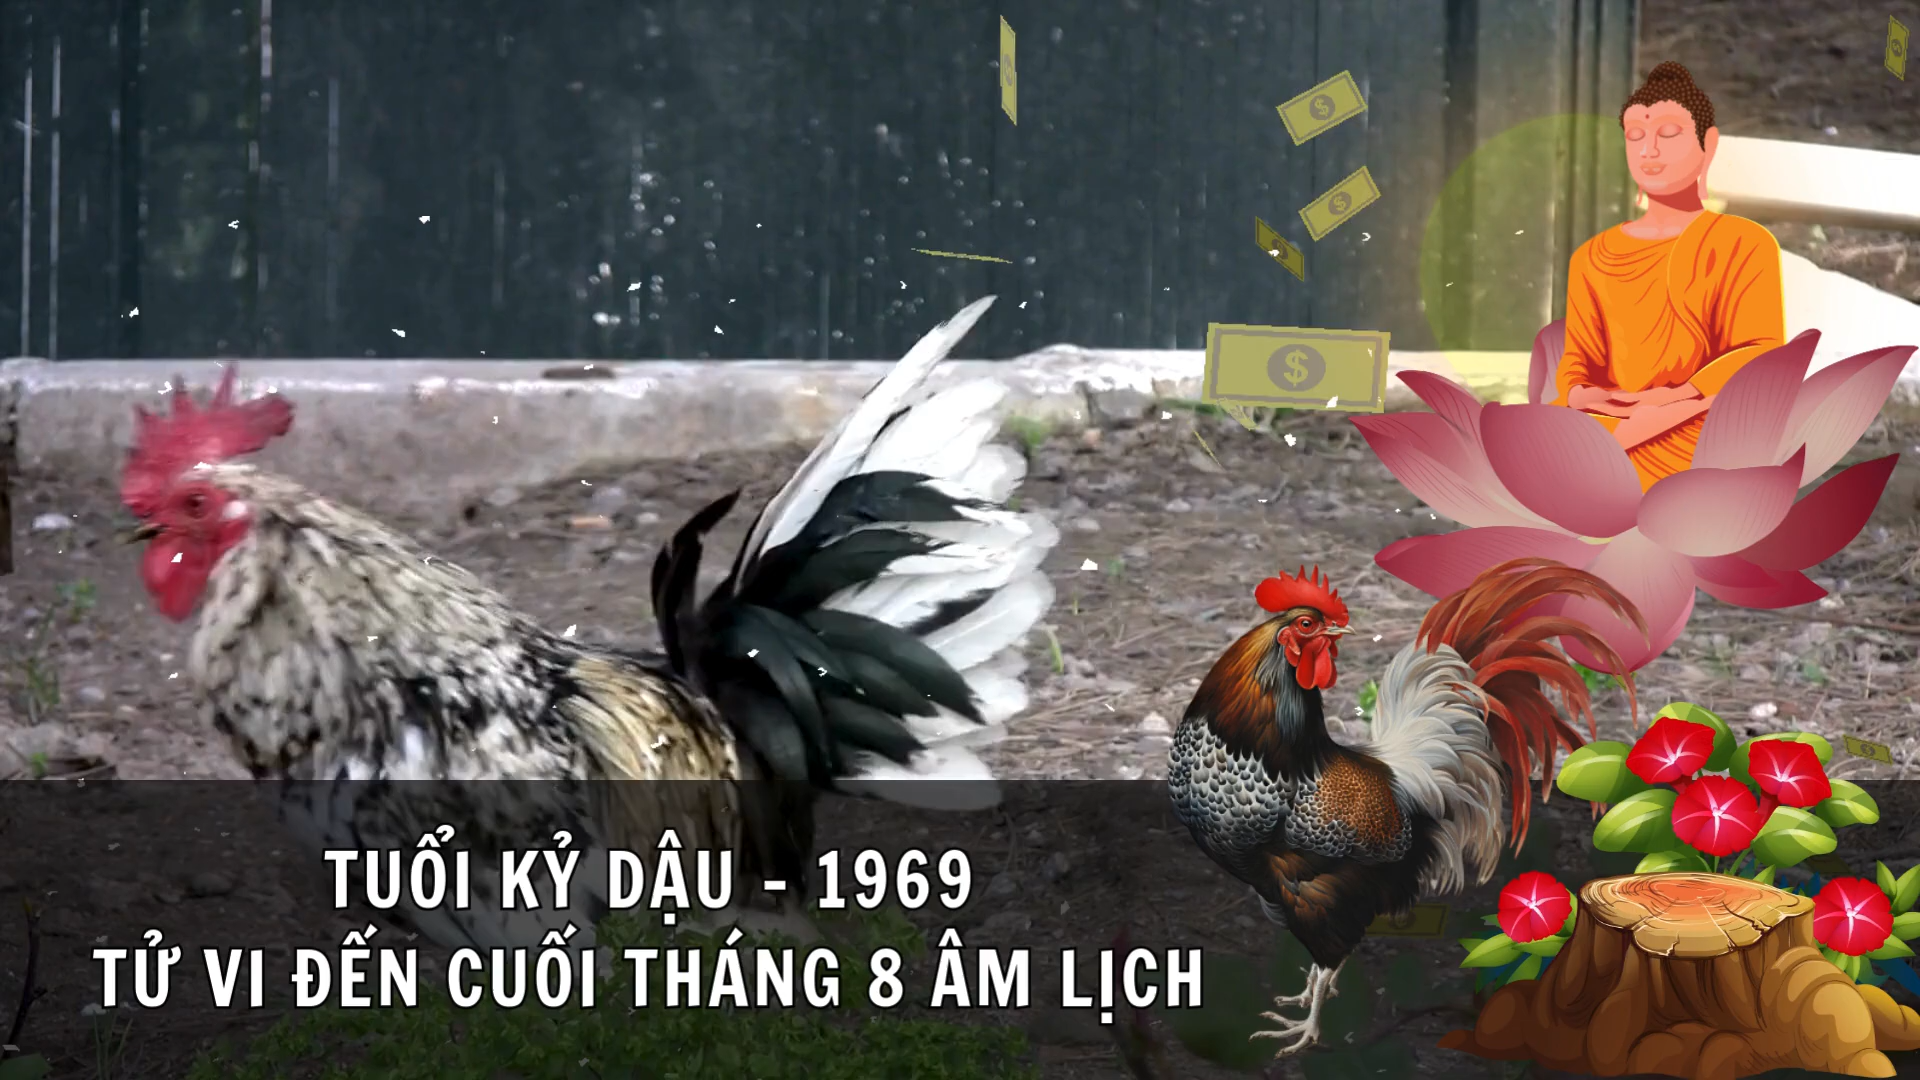 TUỔI KỶ DẬU - 1969
TỬ VI ĐẾN CUỐI THÁNG 8 ÂM LỊCH
$
$
$